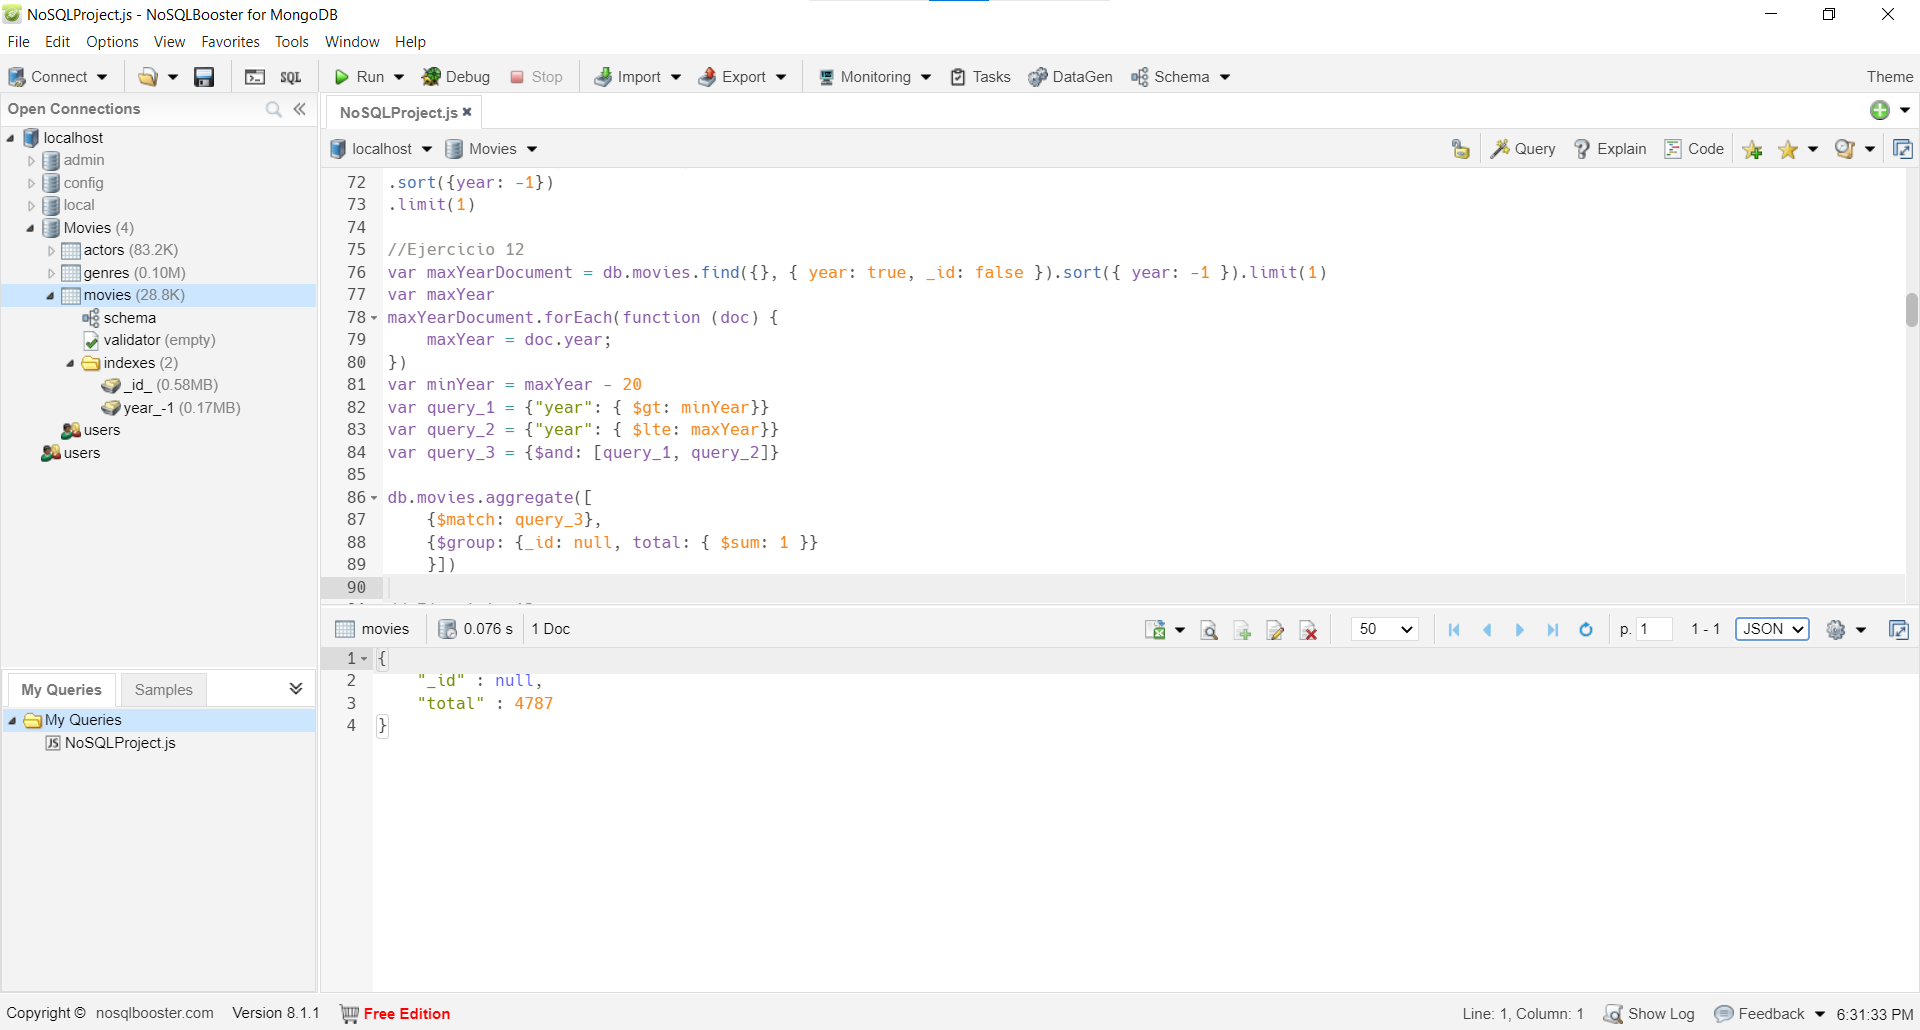 NoSQLProject.js - NoSQLBooster for MongoDB
File Edit Options View Favorites Tools Window Help
Connect SQL Run Debug Stop Import Export Monitoring Tasks DataGen Schema Theme
Open Connections
localhost
admin
config
local
Movies (4)
actors (83.2K)
genres (0.10M)
movies (28.8K)
schema
validator (empty)
indexes (2)
_id_ (0.58MB)
year_-1 (0.17MB)
users
users
My Queries Samples
My Queries
JS NoSQLProject.js
NoSQLProject.js
localhost Movies Query Explain Code
72 .sort({year: -1})
73 .limit(1)
74
75 //Ejercicio 12
76 var maxYearDocument = db.movies.find({}, { year: true, _id: false }).sort({ year: -1 }).limit(1)
77 var maxYear
78 maxYearDocument.forEach(function (doc) {
79 maxYear = doc.year;
80 })
81 var minYear = maxYear - 20
82 var query_1 = {"year": { $gt: minYear}}
83 var query_2 = {"year": { $lte: maxYear}}
84 var query_3 = {$and: [query_1, query_2]}
85
86 db.movies.aggregate([
87 {$match: query_3},
88 {$group: {_id: null, total: { $sum: 1 }}
89 }])
90
movies 0.076 s 1 Doc 50 p. 1 1 - 1 JSON
1 {
2 "_id" : null,
3 "total" : 4787
4 }
Copyright © nosqlbooster.com Version 8.1.1 Free Edition Line: 1, Column: 1 Show Log Feedback 6:31:33 PM